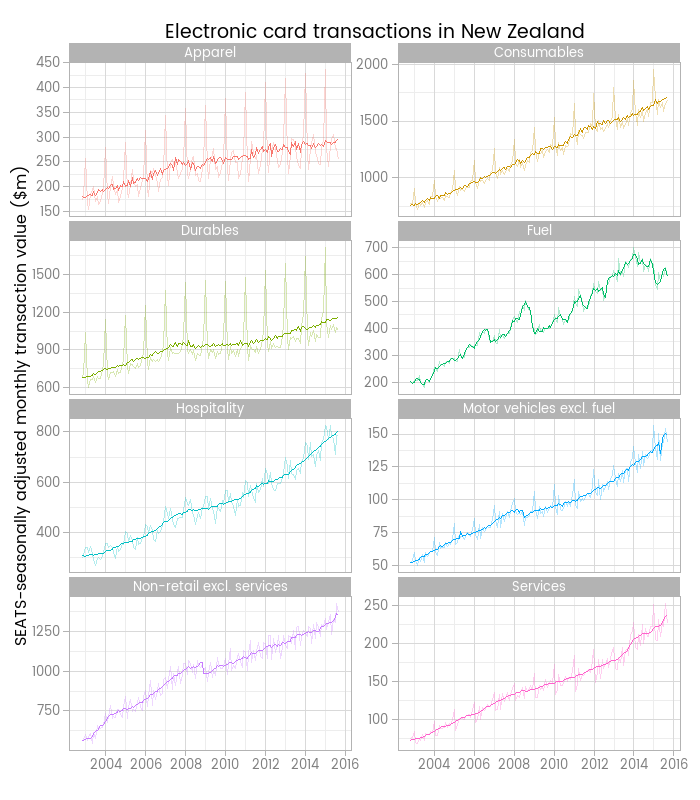 Electronic card transactions in New Zealand
SEATS-seasonally adjusted monthly transaction value ($m)
Apparel
450
400
350
300
250
200
150
Consumables
2000
1500
1000
Durables
1500
1200
900
600
Fuel
700
600
500
400
300
200
Hospitality
800
600
400
Motor vehicles excl. fuel
150
125
100
75
50
Non-retail excl. services
1250
1000
750
Services
250
200
150
100
2004 2006 2008 2010 2012 2014 2016
2004 2006 2008 2010 2012 2014 2016